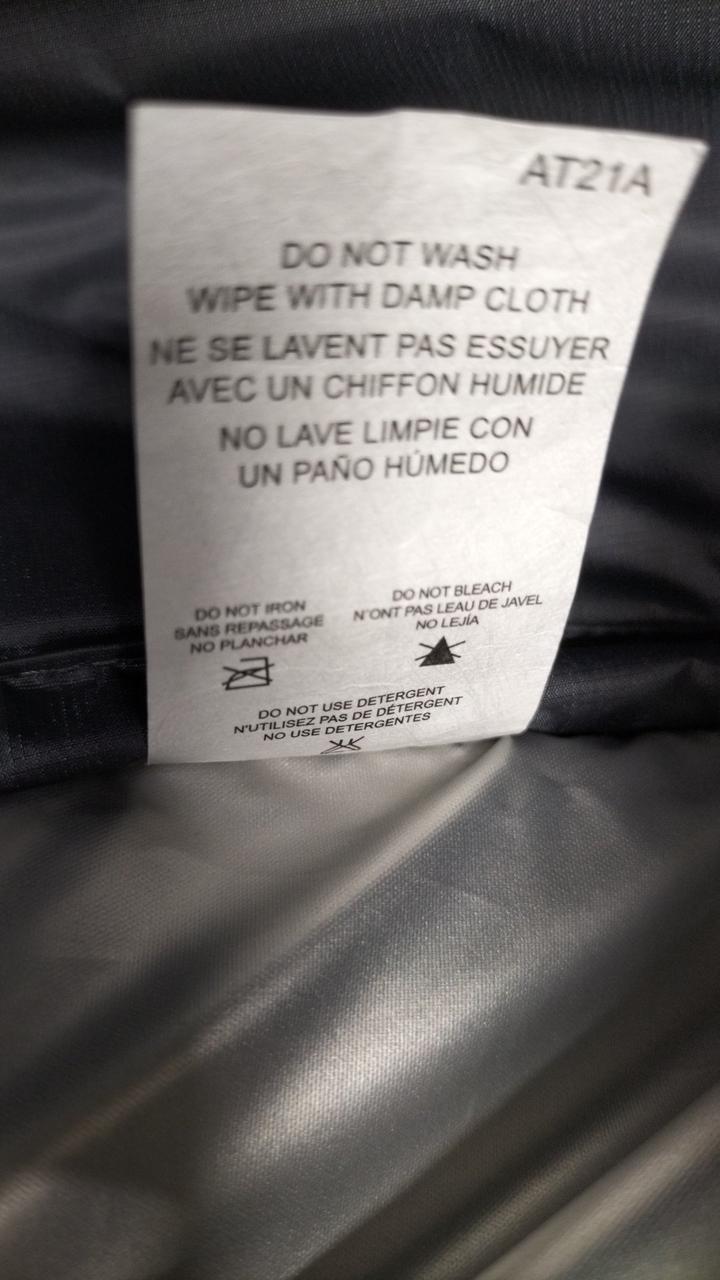 AT21A
DO NOT WASH
WIPE WITH DAMP CLOTH
NE SE LAVENT PAS ESSUYER
AVEC UN CHIFFON HUMIDE
NO LAVE LIMPIE CON
UN PAÑO HÚMEDO
DO NOT IRON
SANS REPASSAGE
NO PLANCHAR
DO NOT BLEACH
N'ONT PAS LEAU DE JAVEL
NO LEJÍA
DO NOT USE DETERGENT
N'UTILISEZ PAS DE DÉTERGENT
NO USE DETERGENTES